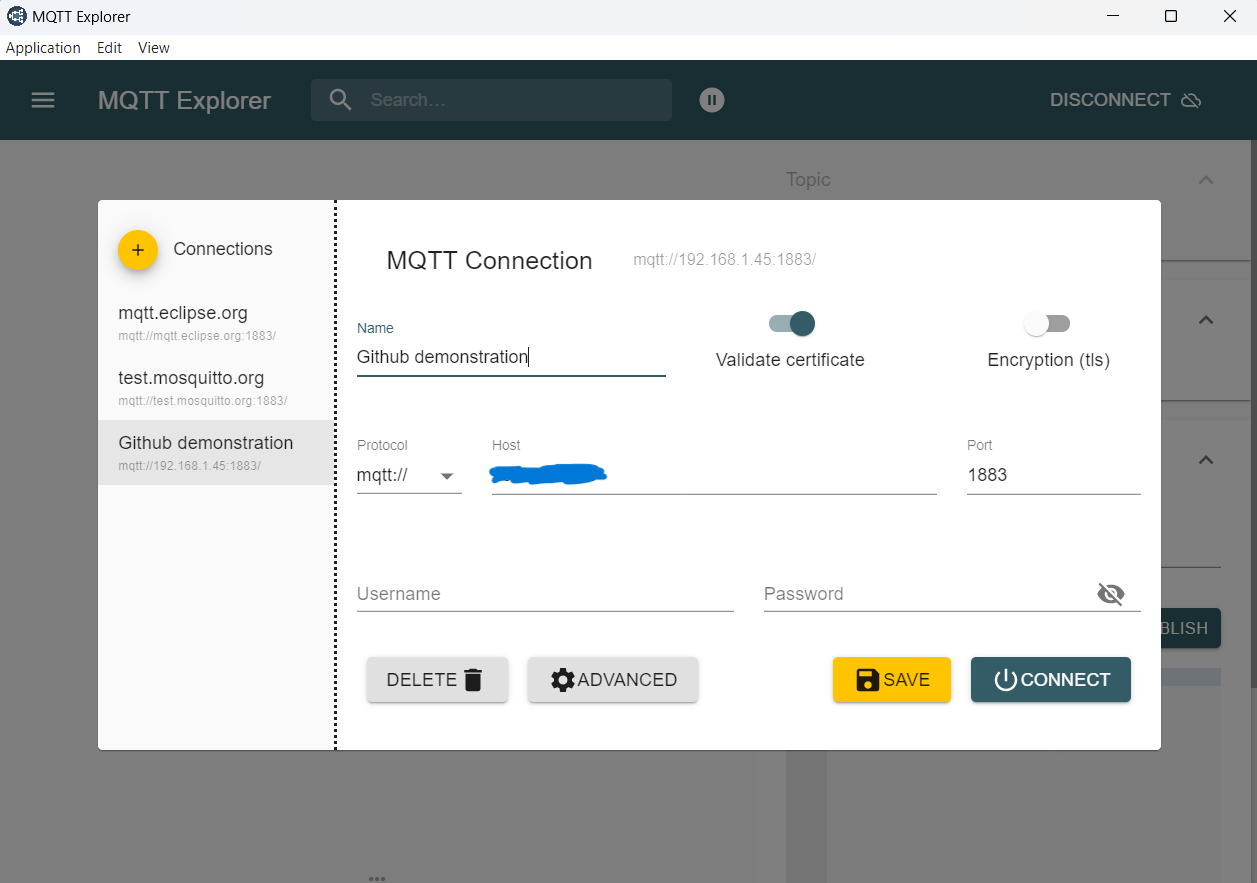 MQTT Explorer
Application Edit View
MQTT Explorer Search... DISCONNECT
Topic
+ Connections
mqtt.eclipse.org
mqtt://mqtt.eclipse.org:1883/
test.mosquitto.org
mqtt://test.mosquitto.org:1883/
Github demonstration
mqtt://192.168.1.45:1883/
MQTT Connection mqtt://192.168.1.45:1883/
Name
Github demonstration
Validate certificate
Encryption (tls)
Protocol
mqtt://
Host
Port
1883
Username
Password
BLISH
DELETE ADVANCED SAVE CONNECT